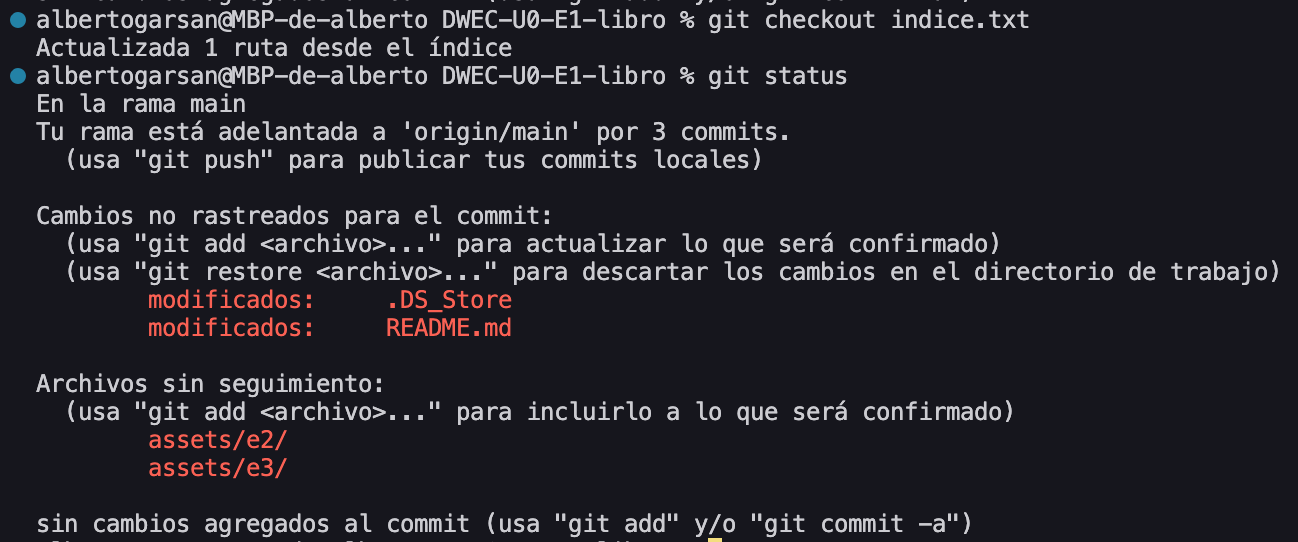 albertogarsan@MBP-de-alberto DWEC-U0-E1-libro % git checkout indice.txt
Actualizada 1 ruta desde el índice
albertogarsan@MBP-de-alberto DWEC-U0-E1-libro % git status
En la rama main
Tu rama está adelantada a 'origin/main' por 3 commits.
  (usa "git push" para publicar tus commits locales)

Cambios no rastreados para el commit:
  (usa "git add <archivo>..." para actualizar lo que será confirmado)
  (usa "git restore <archivo>..." para descartar los cambios en el directorio de trabajo)
        modificados:     .DS_Store
        modificados:     README.md

Archivos sin seguimiento:
  (usa "git add <archivo>..." para incluirlo a lo que será confirmado)
        assets/e2/
        assets/e3/

sin cambios agregados al commit (usa "git add" y/o "git commit -a")